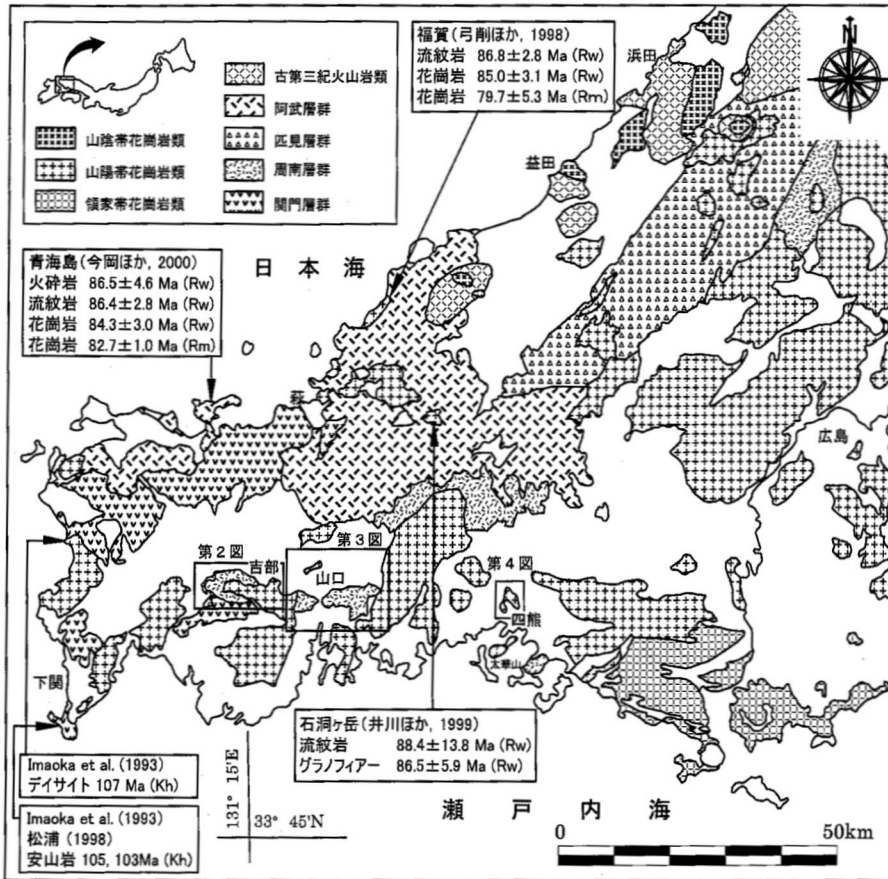 福賀(弓削ほか, 1998)
流紋岩 86.8±2.8 Ma (Rw)
花崗岩 85.0±3.1 Ma (Rw)
花崗岩 79.7±5.3 Ma (Rm)
浜田
N
古第三紀火山岩類
阿武層群
山陰帯花崗岩類
匹見層群
山陽帯花崗岩類
周南層群
領家帯花崗岩類
関門層群
益田
青海島(今岡ほか, 2000)
火砕岩 86.5±4.6 Ma (Rw)
流紋岩 86.4±2.8 Ma (Rw)
花崗岩 84.3±3.0 Ma (Rw)
花崗岩 82.7±1.0 Ma (Rm)
日本海
萩
広島
第2図
吉部
第3図
山口
第4図
四熊
太華山
下関
石洞ヶ岳(井川ほか, 1999)
流紋岩 88.4±13.8 Ma (Rw)
グラノフィアー 86.5±5.9 Ma (Rw)
Imaoka et al. (1993)
デイサイト 107 Ma (Kh)
Imaoka et al. (1993)
松浦 (1998)
安山岩 105, 103Ma (Kh)
131° 15'E
33° 45'N
瀬戸内海
0 50km